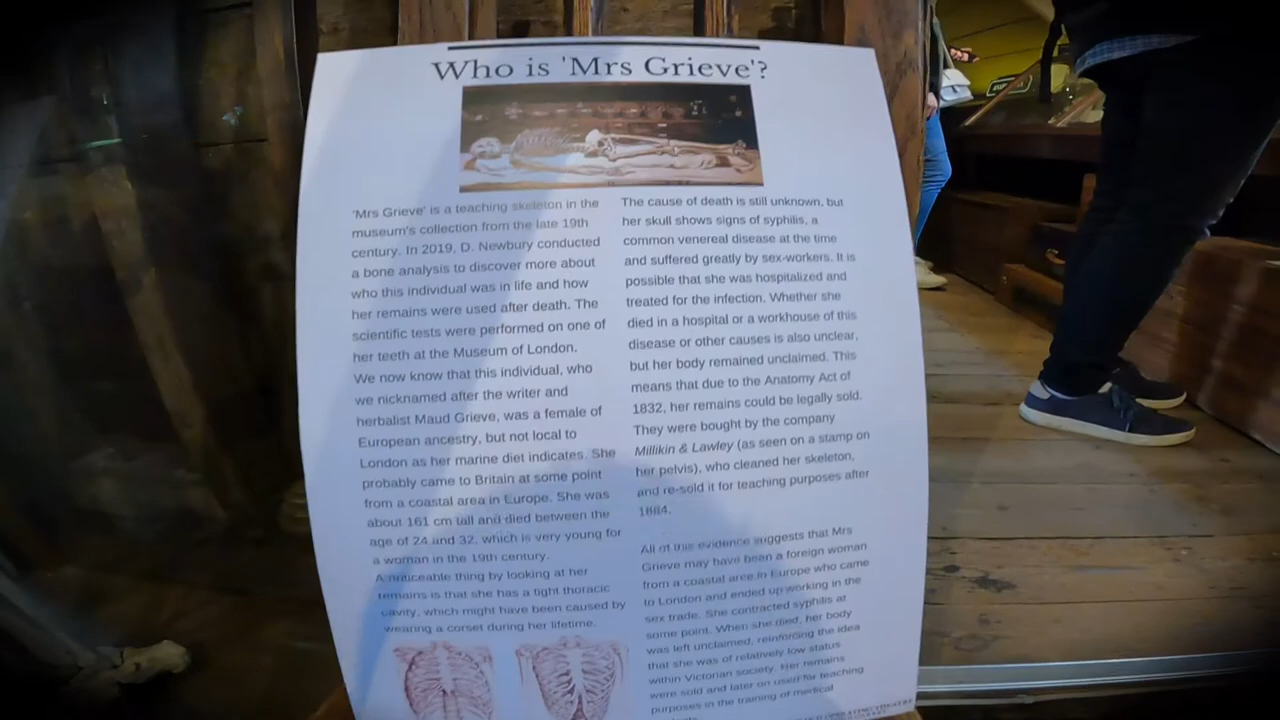 Who is 'Mrs Grieve'?
'Mrs Grieve' is a teaching skeleton in the
museum's collection from the late 19th
century. In 2019, D. Newbury conducted
a bone analysis to discover more about
who this individual was in life and how
her remains were used after death. The
scientific tests were performed on one of
her teeth at the Museum of London.
We now know that this individual, who
we nicknamed after the writer and
herbalist Maud Grieve, was a female of
European ancestry, but not local to
London as her marine diet indicates. She
probably came to Britain at some point
from a coastal area in Europe. She was
about 161 cm tall and died between the
age of 24 and 32, which is very young for
a woman in the 19th century.
A noticeable thing by looking at her
remains is that she has a tight thoracic
cavity, which might have been caused by
wearing a corset during her lifetime.
The cause of death is still unknown, but
her skull shows signs of syphilis, a
common venereal disease at the time
and suffered greatly by sex-workers. It is
possible that she was hospitalized and
treated for the infection. Whether she
died in a hospital or a workhouse of this
disease or other causes is also unclear,
but her body remained unclaimed. This
means that due to the Anatomy Act of
1832, her remains could be legally sold.
They were bought by the company
Millikin & Lawley (as seen on a stamp on
her pelvis), who cleaned her skeleton,
and re-sold it for teaching purposes after
1884.
All of this evidence suggests that Mrs
Grieve may have been a foreign woman
from a coastal area in Europe who came
to London and ended up working in the
sex trade. She contracted syphilis at
some point. When she died, her body
was left unclaimed, reinforcing the idea
that she was of relatively low status
within Victorian society. Her remains
were sold and later on used for teaching
purposes in the training of medical
OPERATING THEATRE